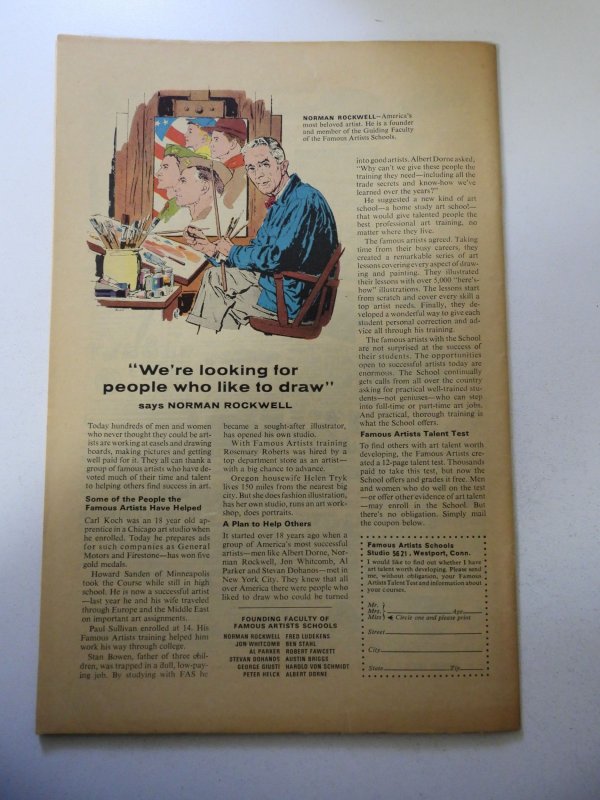 NORMAN ROCKWELL—America's
most beloved artist. He is a founder
and member of the Guiding Faculty
of the Famous Artists Schools.
"We're looking for
people who like to draw"
says NORMAN ROCKWELL
Today hundreds of men and women
who never thought they could be art-
ists are working at easels and drawing
boards, making pictures and getting
well paid for it. They all can thank a
group of famous artists who have de-
voted much of their time and talent
to helping others find success in art.
Some of the People the
Famous Artists Have Helped
Carl Koch was an 18 year old ap-
prentice in a Chicago art studio when
he enrolled. Today he prepares ads
for such companies as General
Motors and Firestone—has won five
gold medals.
Howard Sanden of Minneapolis
took the Course while still in high
school. He is now a successful artist
—last year he and his wife traveled
through Europe and the Middle East
on important art assignments.
Paul Sullivan enrolled at 14. His
Famous Artists training helped him
work his way through college.
Stan Bowen, father of three chil-
dren, was trapped in a dull, low-pay-
ing job. By studying with FAS he
became a sought-after illustrator,
has opened his own studio.
With Famous Artists training
Rosemary Roberts was hired by a
top department store as an artist—
with a big chance to advance.
Oregon housewife Helen Tryk
lives 150 miles from the nearest big
city. But she does fashion illustration,
has her own studio, runs an art work-
shop, does portraits.
A Plan to Help Others
It started over 18 years ago when a
group of America's most successful
artists—men like Albert Dorne, Nor-
man Rockwell, Jon Whitcomb, Al
Parker and Stevan Dohanos—met in
New York City. They knew that all
over America there were people who
liked to draw who could be turned
FOUNDING FACULTY OF
FAMOUS ARTISTS SCHOOLS
NORMAN ROCKWELL FRED LUDEKENS
JON WHITCOMB BEN STAHL
AL PARKER ROBERT FAWCETT
STEVAN DOHANOS AUSTIN BRIGGS
GEORGE GIUSTI HAROLD VON SCHMIDT
PETER HELCK ALBERT DORNE
into good artists. Albert Dorne asked,
"Why can't we give these people the
training they need—including all the
trade secrets and know-how we've
learned over the years?"
He suggested a new kind of art
school—a home study art school—
that would give talented people the
best professional art training, no
matter where they live.
The famous artists agreed. Taking
time from their busy careers, they
created a remarkable series of art
lessons covering every aspect of draw-
ing and painting. They illustrated
their lessons with over 5,000 "here's-
how" illustrations. The lessons start
from scratch and cover every skill a
top artist needs. Finally, they de-
veloped a wonderful way to give each
student personal correction and ad-
vice all through his training.
The famous artists with the School
are not surprised at the success of
their students. The opportunities
open to successful artists today are
enormous. The School continually
gets calls from all over the country
asking for practical well-trained stu-
dents—not geniuses—who can step
into full-time or part-time art jobs.
And practical, thorough training is
what the School offers.
Famous Artists Talent Test
To find others with art talent worth
developing, the Famous Artists cre-
ated a 12-page talent test. Thousands
paid to take this test, but now the
School offers and grades it free. Men
and women who do well on the test
—or offer other evidence of art talent
—may enroll in the School. But
there's no obligation. Simply mail
the coupon below.
Famous Artists Schools
Studio 5621, Westport, Conn.
I would like to find out whether I have
art talent worth developing. Please send
me, without obligation, your Famous
Artists Talent Test and information about
your courses.
Mr.
Mrs. Age
Miss Circle one and please print
Street
City
State Zip